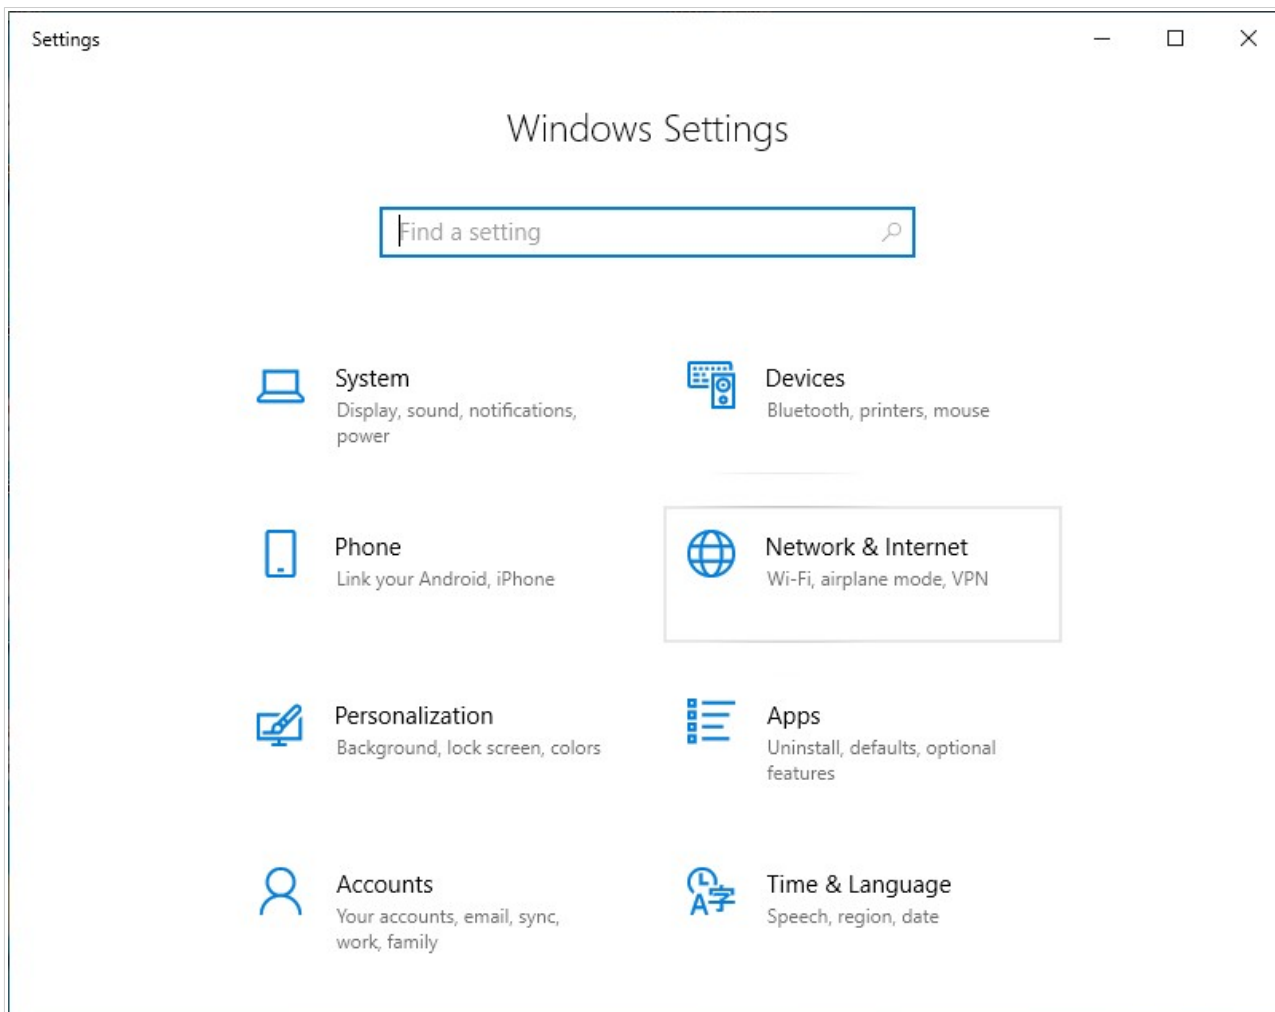 Settings
Windows Settings
Find a setting
System
Display, sound, notifications,
power
Devices
Bluetooth, printers, mouse
Phone
Link your Android, iPhone
Network & Internet
Wi-Fi, airplane mode, VPN
Personalization
Background, lock screen, colors
Apps
Uninstall, defaults, optional
features
Accounts
Your accounts, email, sync,
work, family
Time & Language
Speech, region, date